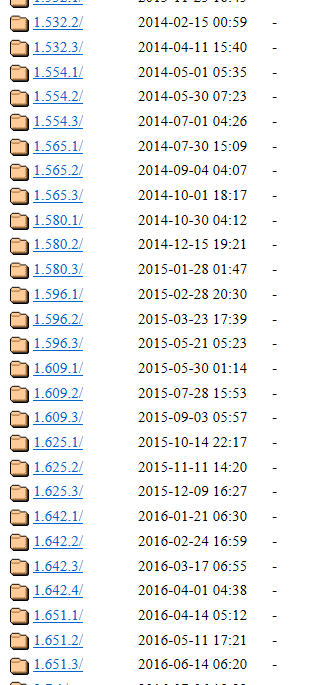 1.532.2/ 2014-02-15 00:59 -
1.532.3/ 2014-04-11 15:40 -
1.554.1/ 2014-05-01 05:35 -
1.554.2/ 2014-05-30 07:23 -
1.554.3/ 2014-07-01 04:26 -
1.565.1/ 2014-07-30 15:09 -
1.565.2/ 2014-09-04 04:07 -
1.565.3/ 2014-10-01 18:17 -
1.580.1/ 2014-10-30 04:12 -
1.580.2/ 2014-12-15 19:21 -
1.580.3/ 2015-01-28 01:47 -
1.596.1/ 2015-02-28 20:30 -
1.596.2/ 2015-03-23 17:39 -
1.596.3/ 2015-05-21 05:23 -
1.609.1/ 2015-05-30 01:14 -
1.609.2/ 2015-07-28 15:53 -
1.609.3/ 2015-09-03 05:57 -
1.625.1/ 2015-10-14 22:17 -
1.625.2/ 2015-11-11 14:20 -
1.625.3/ 2015-12-09 16:27 -
1.642.1/ 2016-01-21 06:30 -
1.642.2/ 2016-02-24 16:59 -
1.642.3/ 2016-03-17 06:55 -
1.642.4/ 2016-04-01 04:38 -
1.651.1/ 2016-04-14 05:12 -
1.651.2/ 2016-05-11 17:21 -
1.651.3/ 2016-06-14 06:20 -